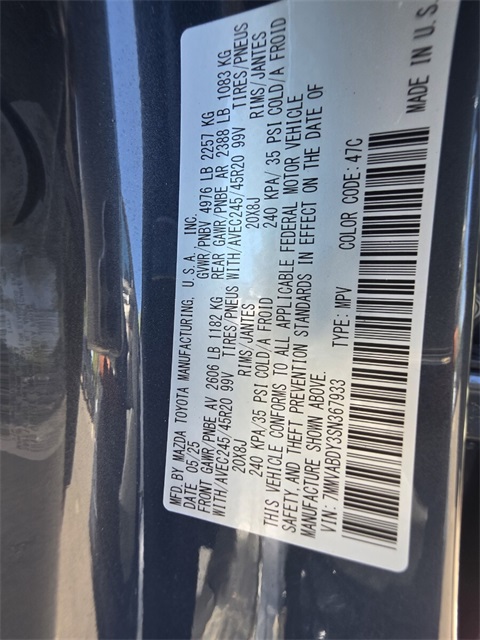 MFD. BY MAZDA TOYOTA MANUFACTURING, U.S.A., INC.
DATE 05/25 GVWR/PNBV 4976 LB 2257 KG
FRONT GAWR/PNBE AV 2606 LB 1182 KG REAR GAWR/PNBE AR 2388 LB 1083 KG
WITH/AVEC245/45R20 99V TIRES/PNEUS WITH/AVEC245/45R20 99V TIRES/PNEUS
20X8J RIMS/JANTES 20X8J RIMS/JANTES
240 KPA/35 PSI COLD/A FROID 240 KPA/ 35 PSI COLD/A FROID
THIS VEHICLE CONFORMS TO ALL APPLICABLE FEDERAL MOTOR VEHICLE
SAFETY, AND THEFT PREVENTION STANDARDS IN EFFECT ON THE DATE OF
MANUFACTURE SHOWN ABOVE.
VIN: 7MMVABDY3SN367933 TYPE: MPV COLOR CODE: 47C
MADE IN U.S.